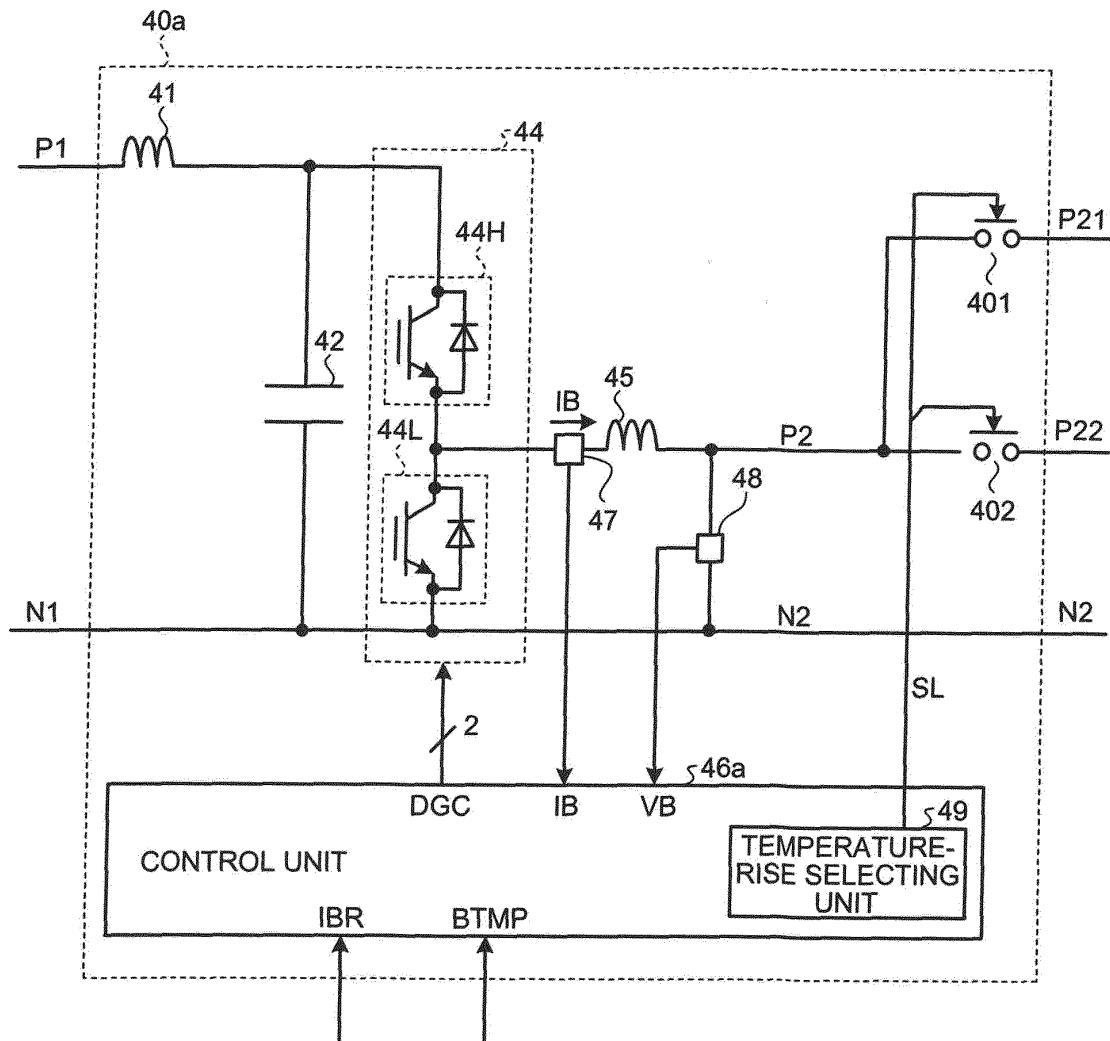 40a
41
44
P1
44H
P21
401
42
45
IB
44L
P2
P22
48
47
402
N1
N2
N2
SL
2
46a
DGC
IB
VB
49
CONTROL UNIT
TEMPERATURE-
RISE SELECTING
UNIT
IBR
BTMP